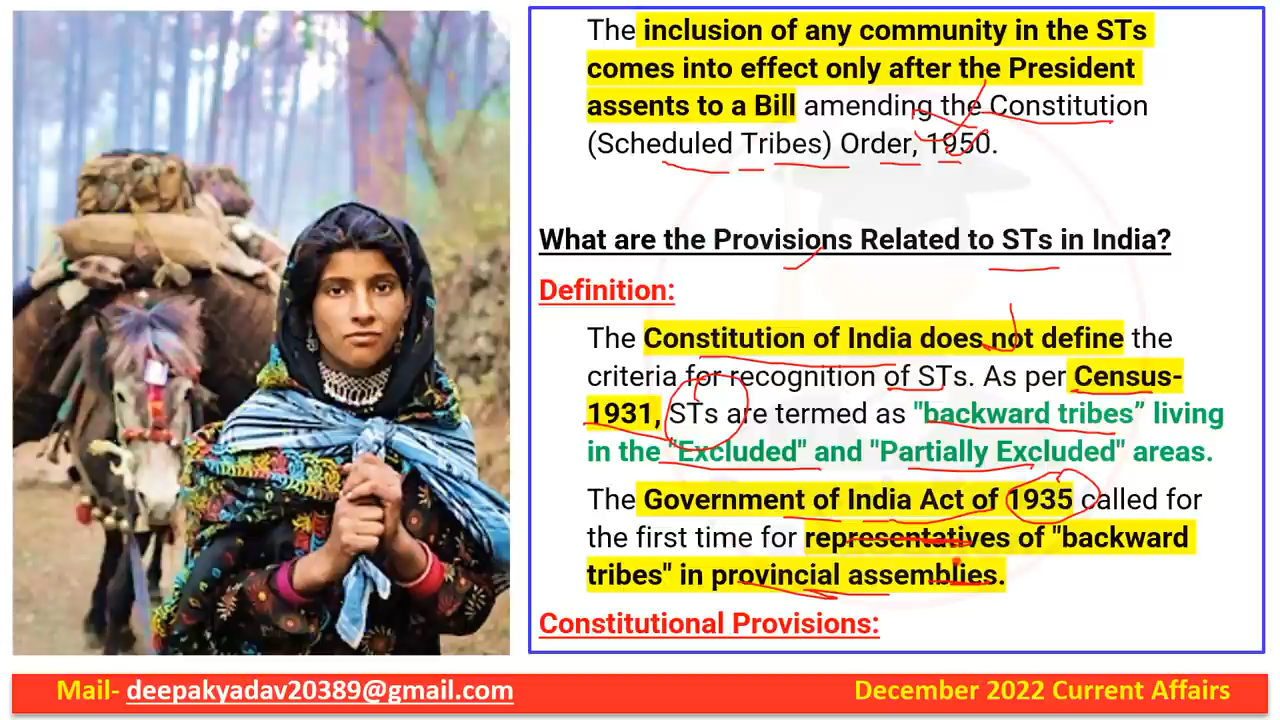 The inclusion of any community in the STs
comes into effect only after the President
assents to a Bill amending the Constitution
(Scheduled Tribes) Order, 1950.
What are the Provisions Related to STs in India?
Definition:
The Constitution of India does not define the
criteria for recognition of STs. As per Census-
1931, STs are termed as "backward tribes” living
in the "Excluded" and "Partially Excluded" areas.
The Government of India Act of 1935 called for
the first time for representatives of "backward
tribes" in provincial assemblies.
Constitutional Provisions:
Mail- deepakyadav20389@gmail.com
December 2022 Current Affairs